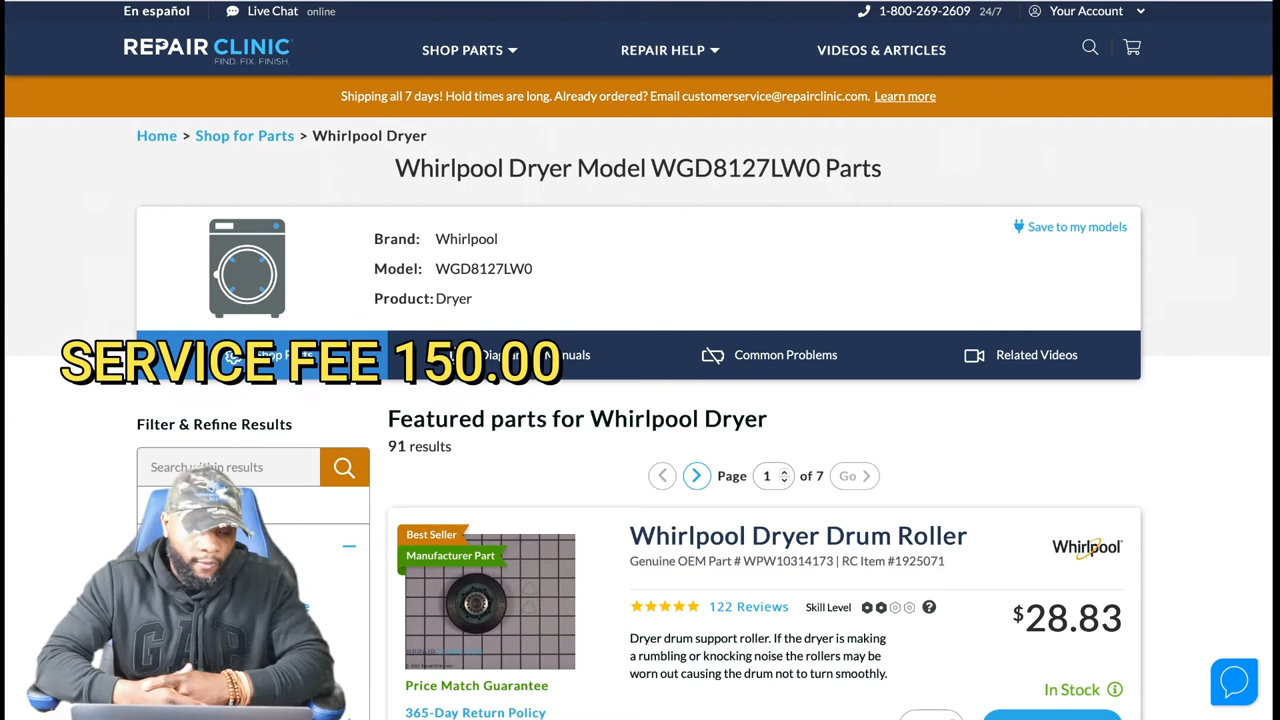 En español
Live Chat online
1-800-269-2609 24/7
Your Account
REPAIR CLINIC
FIND. FIX. FINISH.
SHOP PARTS
REPAIR HELP
VIDEOS & ARTICLES
Shipping all 7 days! Hold times are long. Already ordered? Email customerservice@repairclinic.com. Learn more
Home > Shop for Parts > Whirlpool Dryer
Whirlpool Dryer Model WGD8127LW0 Parts
Save to my models
Brand: Whirlpool
Model: WGD8127LW0
Product: Dryer
SERVICE FEE 150.00
Common Problems
Related Videos
Filter & Refine Results
Search within results
Featured parts for Whirlpool Dryer
91 results
Page 1 of 7 Go
Best Seller
Manufacturer Part
Whirlpool Dryer Drum Roller
Genuine OEM Part # WPW10314173 | RC Item #1925071
Whirlpool
122 Reviews Skill Level
$28.83
Dryer drum support roller. If the dryer is making
a rumbling or knocking noise the rollers may be
worn out causing the drum not to turn smoothly.
Price Match Guarantee
365-Day Return Policy
In Stock